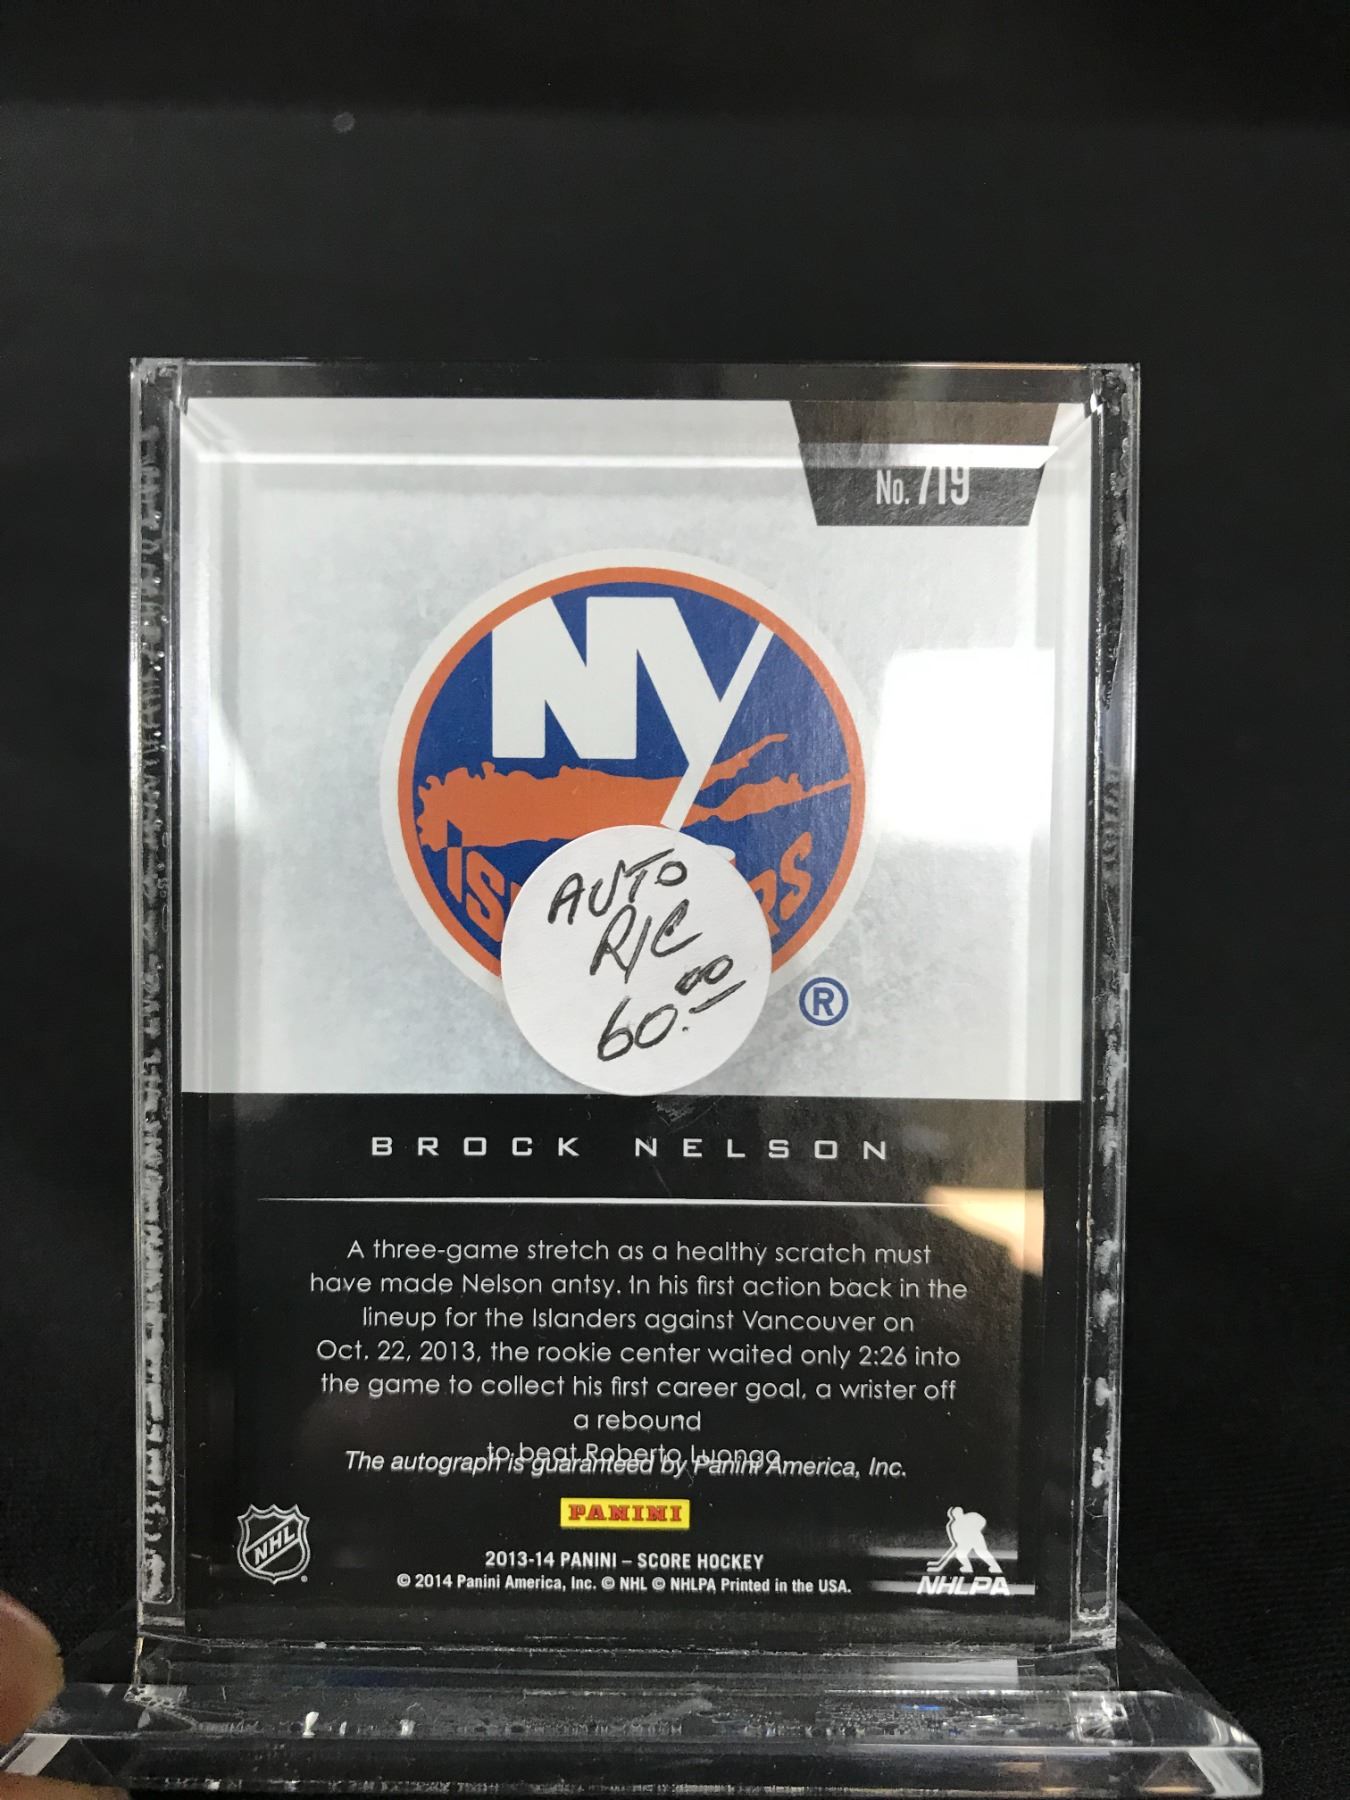 No. 719
NY
AUTO
R/C
60.00
BROCK NELSON
A three-game stretch as a healthy scratch must
have made Nelson antsy. In his first action back in the
lineup for the Islanders against Vancouver on
Oct. 22, 2013, the rookie center waited only 2:26 into
the game to collect his first career goal, a wrister off
a rebound
to beat Roberto Luongo.
The autograph is guaranteed by Panini America, Inc.
PANINI
NHL
2013-14 PANINI – SCORE HOCKEY
© 2014 Panini America, Inc. © NHL © NHLPA Printed in the USA.
NHLPA